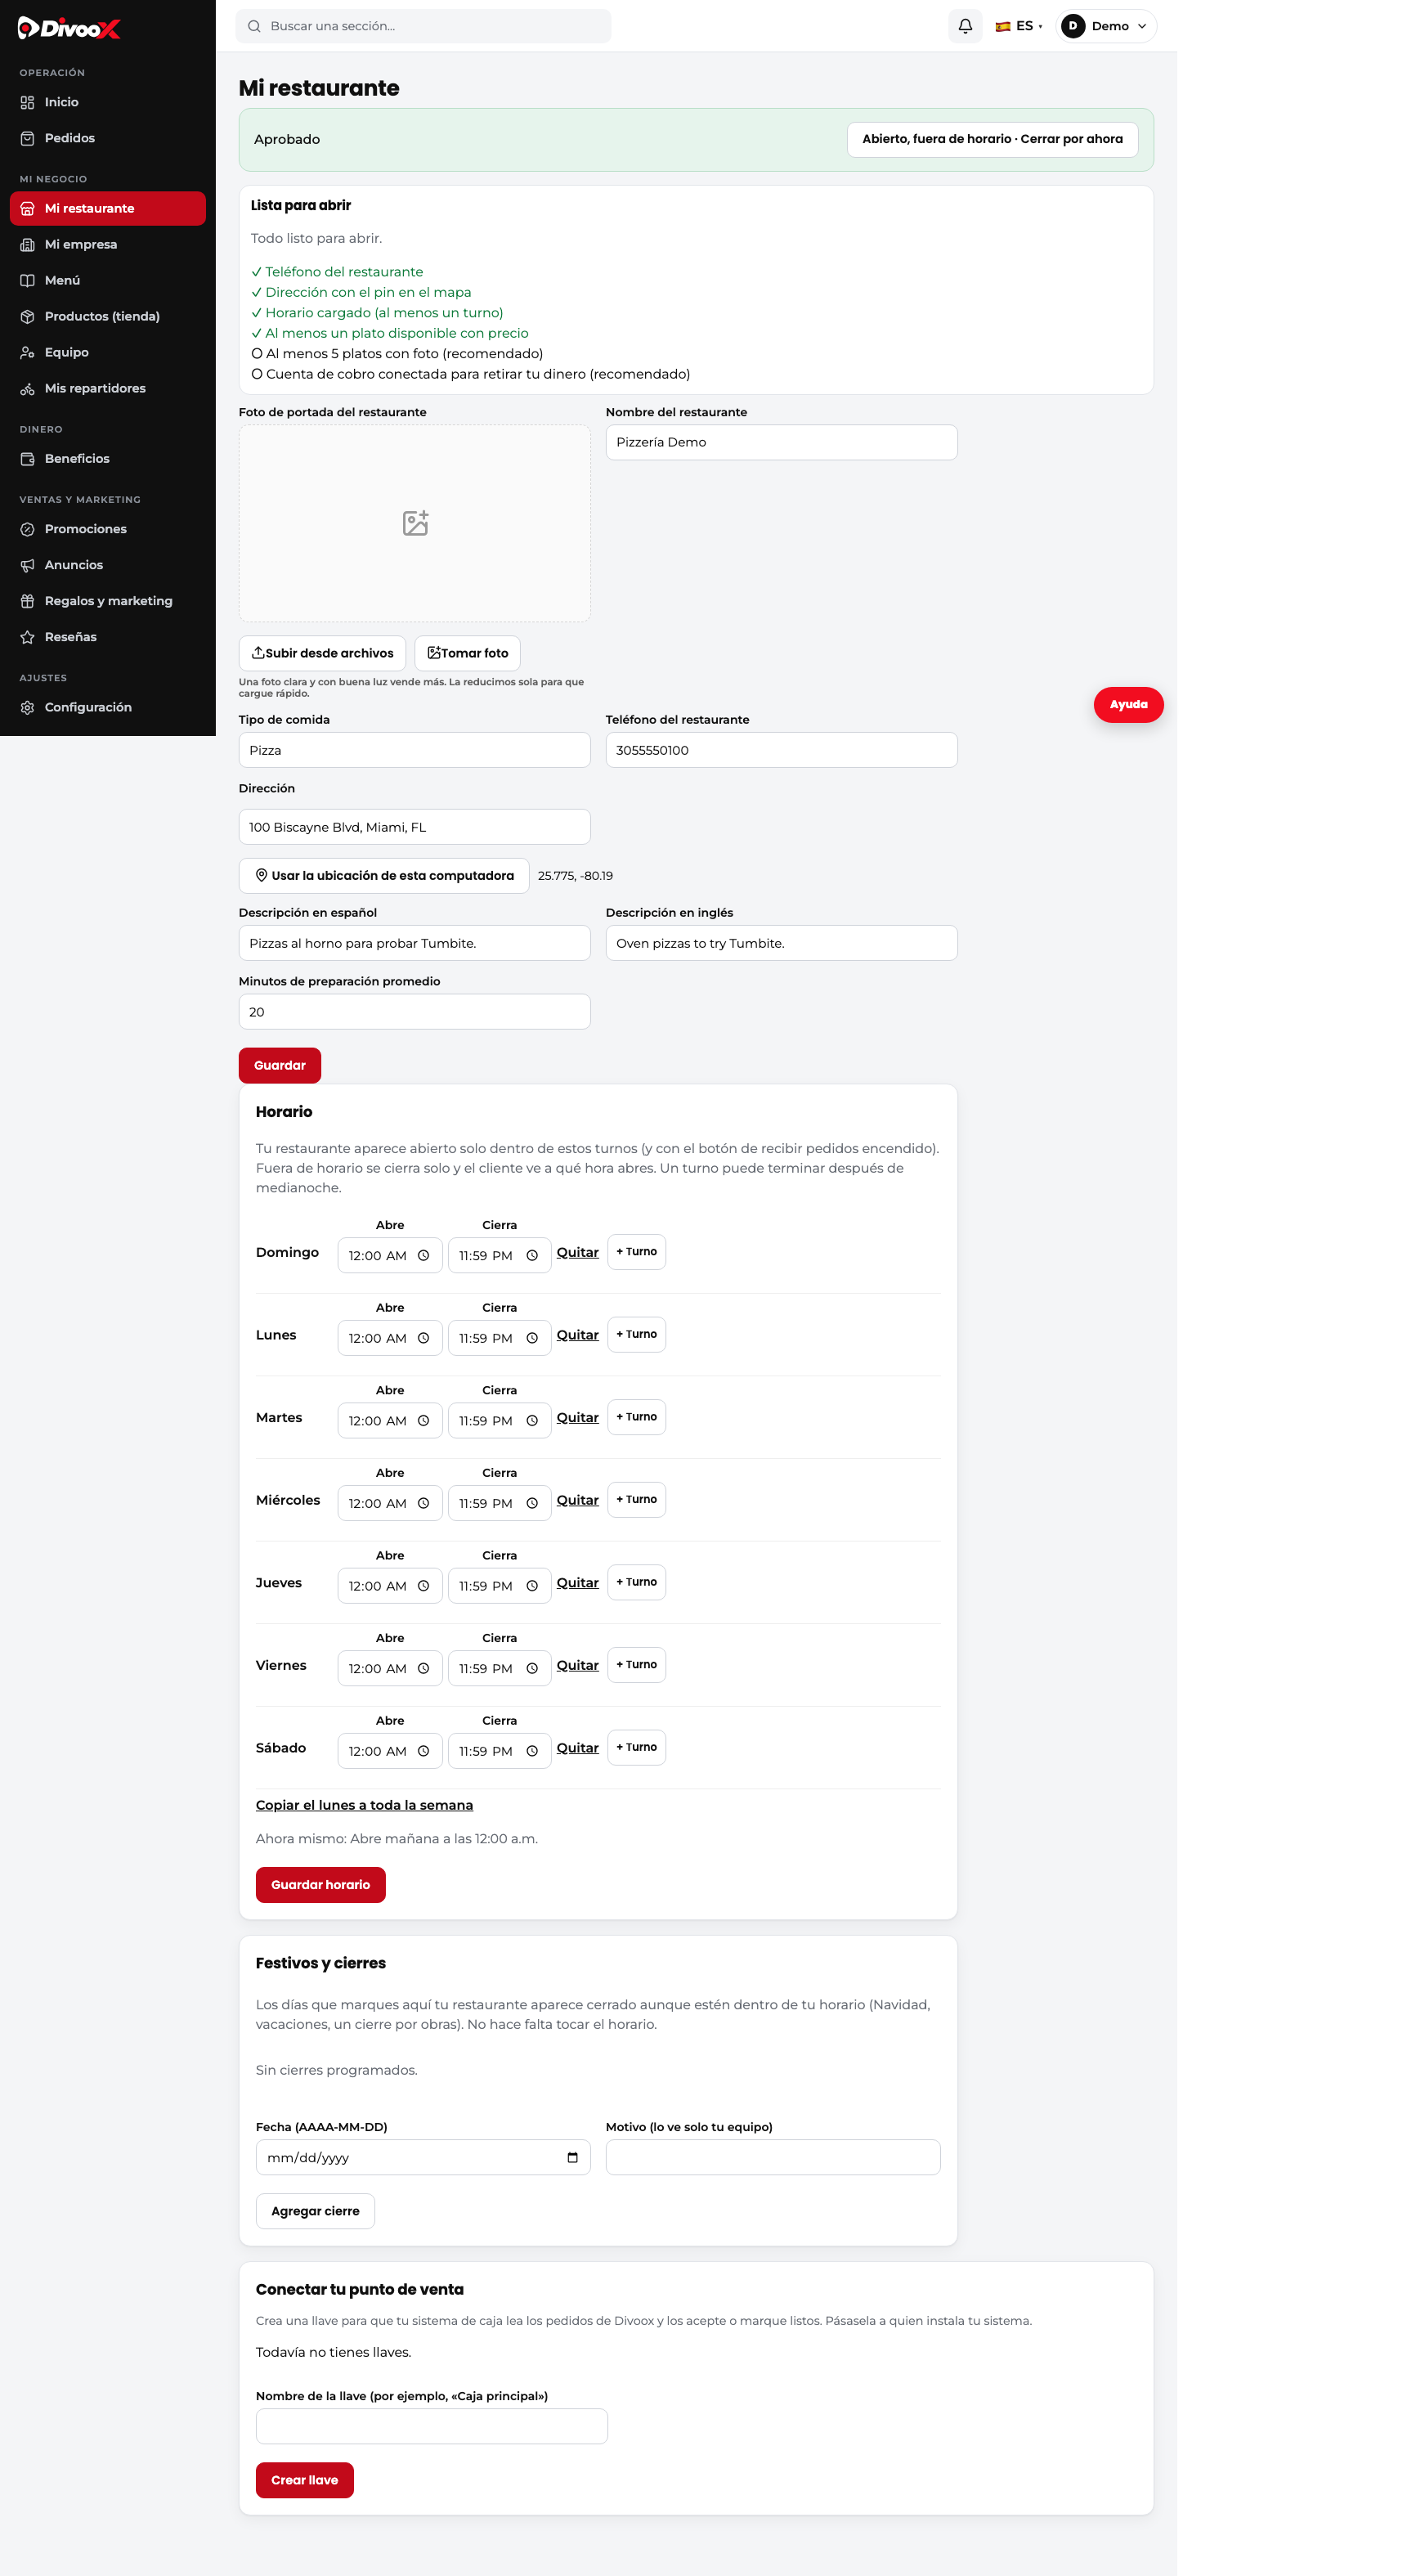 DivooX
Buscar una sección...
ES
D
Demo
OPERACIÓN
Inicio
Pedidos
MI NEGOCIO
Mi restaurante
Mi empresa
Menú
Productos (tienda)
Equipo
Mis repartidores
DINERO
Beneficios
VENTAS Y MARKETING
Promociones
Anuncios
Regalos y marketing
Reseñas
AJUSTES
Configuración
Mi restaurante
Aprobado
Abierto, fuera de horario · Cerrar por ahora
Lista para abrir
Todo listo para abrir.
✓ Teléfono del restaurante
✓ Dirección con el pin en el mapa
✓ Horario cargado (al menos un turno)
✓ Al menos un plato disponible con precio
○ Al menos 5 platos con foto (recomendado)
○ Cuenta de cobro conectada para retirar tu dinero (recomendado)
Foto de portada del restaurante
Nombre del restaurante
Pizzería Demo
Subir desde archivos
Tomar foto
Una foto clara y con buena luz vende más. La reducimos sola para que
cargue rápido.
Ayuda
Tipo de comida
Teléfono del restaurante
Pizza
3055550100
Dirección
100 Biscayne Blvd, Miami, FL
Usar la ubicación de esta computadora
25.775, -80.19
Descripción en español
Descripción en inglés
Pizzas al horno para probar Tumbite.
Oven pizzas to try Tumbite.
Minutos de preparación promedio
20
Guardar
Horario
Tu restaurante aparece abierto solo dentro de estos turnos (y con el botón de recibir pedidos encendido).
Fuera de horario se cierra solo y el cliente ve a qué hora abres. Un turno puede terminar después de
medianoche.
Abre Cierra
Domingo 12:00 AM 11:59 PM Quitar + Turno
Abre Cierra
Lunes 12:00 AM 11:59 PM Quitar + Turno
Abre Cierra
Martes 12:00 AM 11:59 PM Quitar + Turno
Abre Cierra
Miércoles 12:00 AM 11:59 PM Quitar + Turno
Abre Cierra
Jueves 12:00 AM 11:59 PM Quitar + Turno
Abre Cierra
Viernes 12:00 AM 11:59 PM Quitar + Turno
Abre Cierra
Sábado 12:00 AM 11:59 PM Quitar + Turno
Copiar el lunes a toda la semana
Ahora mismo: Abre mañana a las 12:00 a.m.
Guardar horario
Festivos y cierres
Los días que marques aquí tu restaurante aparece cerrado aunque estén dentro de tu horario (Navidad,
vacaciones, un cierre por obras). No hace falta tocar el horario.
Sin cierres programados.
Fecha (AAAA-MM-DD)
Motivo (lo ve solo tu equipo)
mm/dd/yyyy
Agregar cierre
Conectar tu punto de venta
Crea una llave para que tu sistema de caja lea los pedidos de Divoox y los acepte o marque listos. Pásasela a quien instala tu sistema.
Todavía no tienes llaves.
Nombre de la llave (por ejemplo, «Caja principal»)
Crear llave